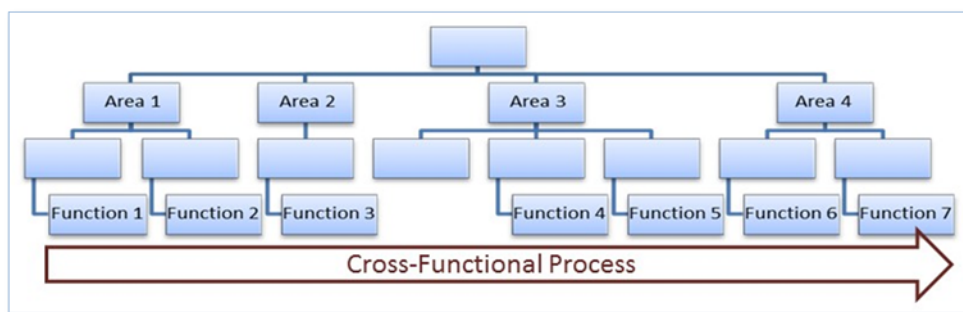 Area 1
Area 2
Area 3
Area 4
Function 1
Function 2
Function 3
Function 4
Function 5
Function 6
Function 7
Cross-Functional Process